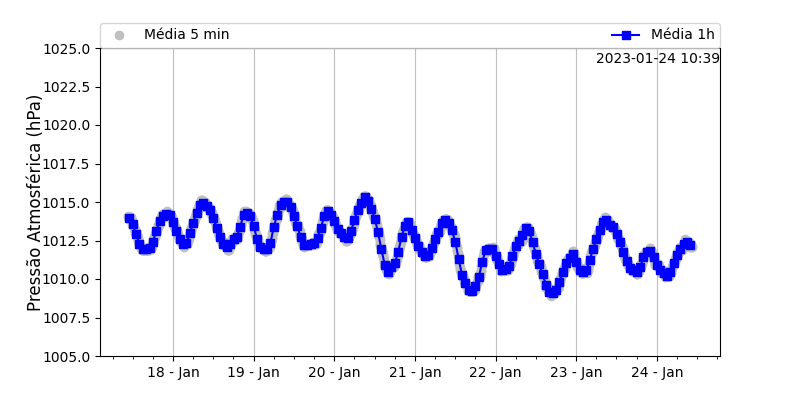 Média 5 min
Média 1h
2023-01-24 10:39
Pressão Atmosférica (hPa)
1025.0
1022.5
1020.0
1017.5
1015.0
1012.5
1010.0
1007.5
1005.0
18 - Jan
19 - Jan
20 - Jan
21 - Jan
22 - Jan
23 - Jan
24 - Jan